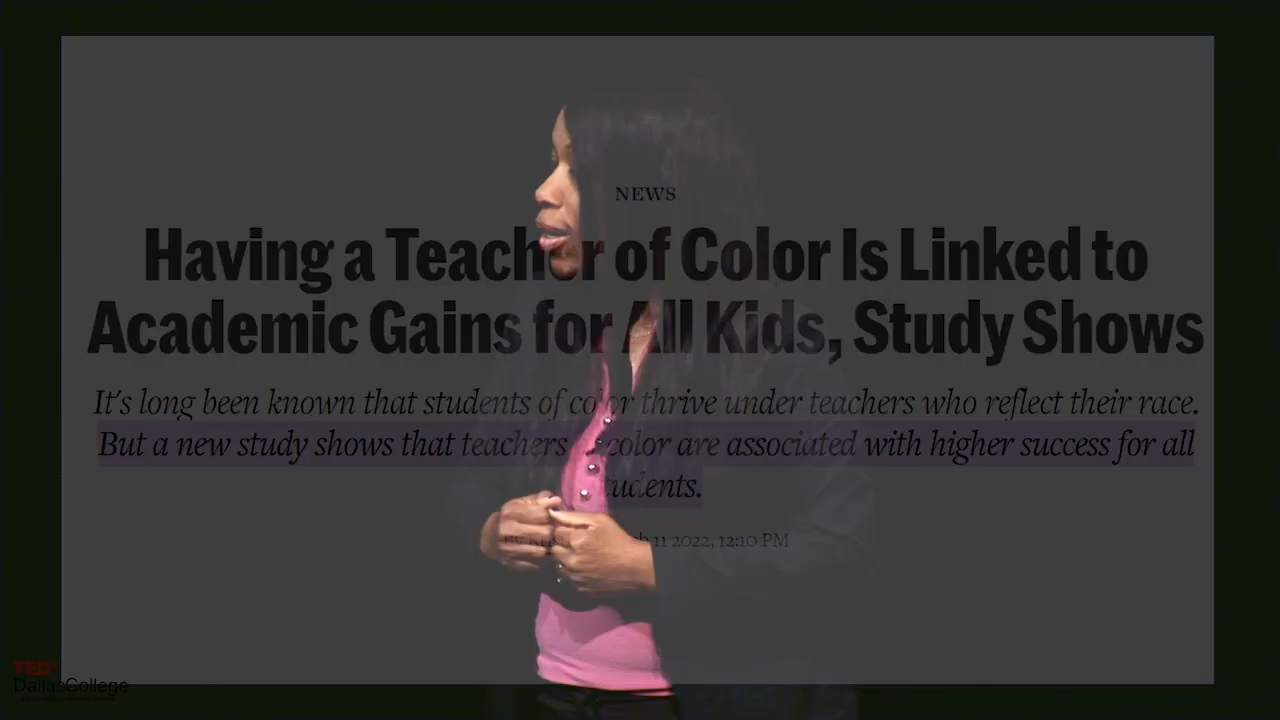 NEWS
Having a Teacher of Color Is Linked to
Academic Gains for All Kids, Study Shows
It's long been known that students of color thrive under teachers who reflect their race.
But a new study shows that teachers color are associated with higher success for all
students.
11 2022, 12:10 PM
TEDx
DallasCollege